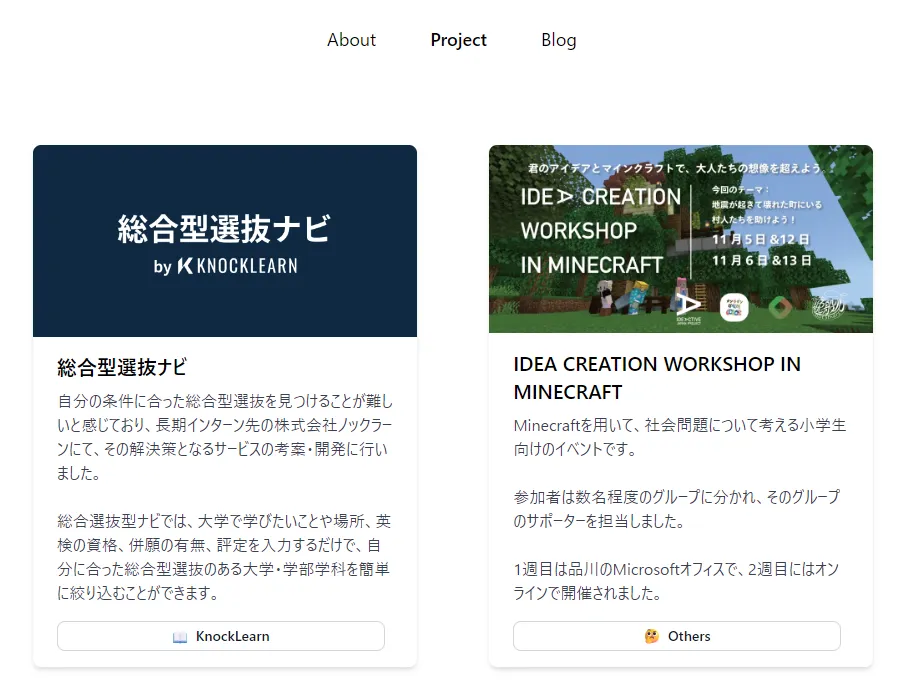 About Project Blog
総合型選抜ナビ
by KNOCKLEARN
総合型選抜ナビ
自分の条件に合った総合型選抜を見つけることが難し
いと感じており、長期インターン先の株式会社ノックラー
ンにて、その解決策となるサービスの考案・開発に行い
ました。
総合選抜型ナビでは、大学で学びたいことや場所、英
検の資格、併願の有無、評定を入力するだけで、自
分に合った総合型選抜のある大学・学部学科を簡単
に絞り込むことができます。
KnockLearn
君のアイデアとマインクラフトで、大人たちの想像を超えよう
IDEA CREATION
WORKSHOP
IN MINECRAFT
今回のテーマ：
地震が起きて壊れた町にいる
村人たちを助けよう！
11月5日&12日
11月6日&13日
IDEA CREATION WORKSHOP IN
MINECRAFT
Minecraftを用いて、社会問題について考える小学生
向けのイベントです。
参加者は数名程度のグループに分かれ、そのグループ
のサポーターを担当しました。
1週目は品川のMicrosoftオフィスで、2週目にはオン
ラインで開催されました。
Others